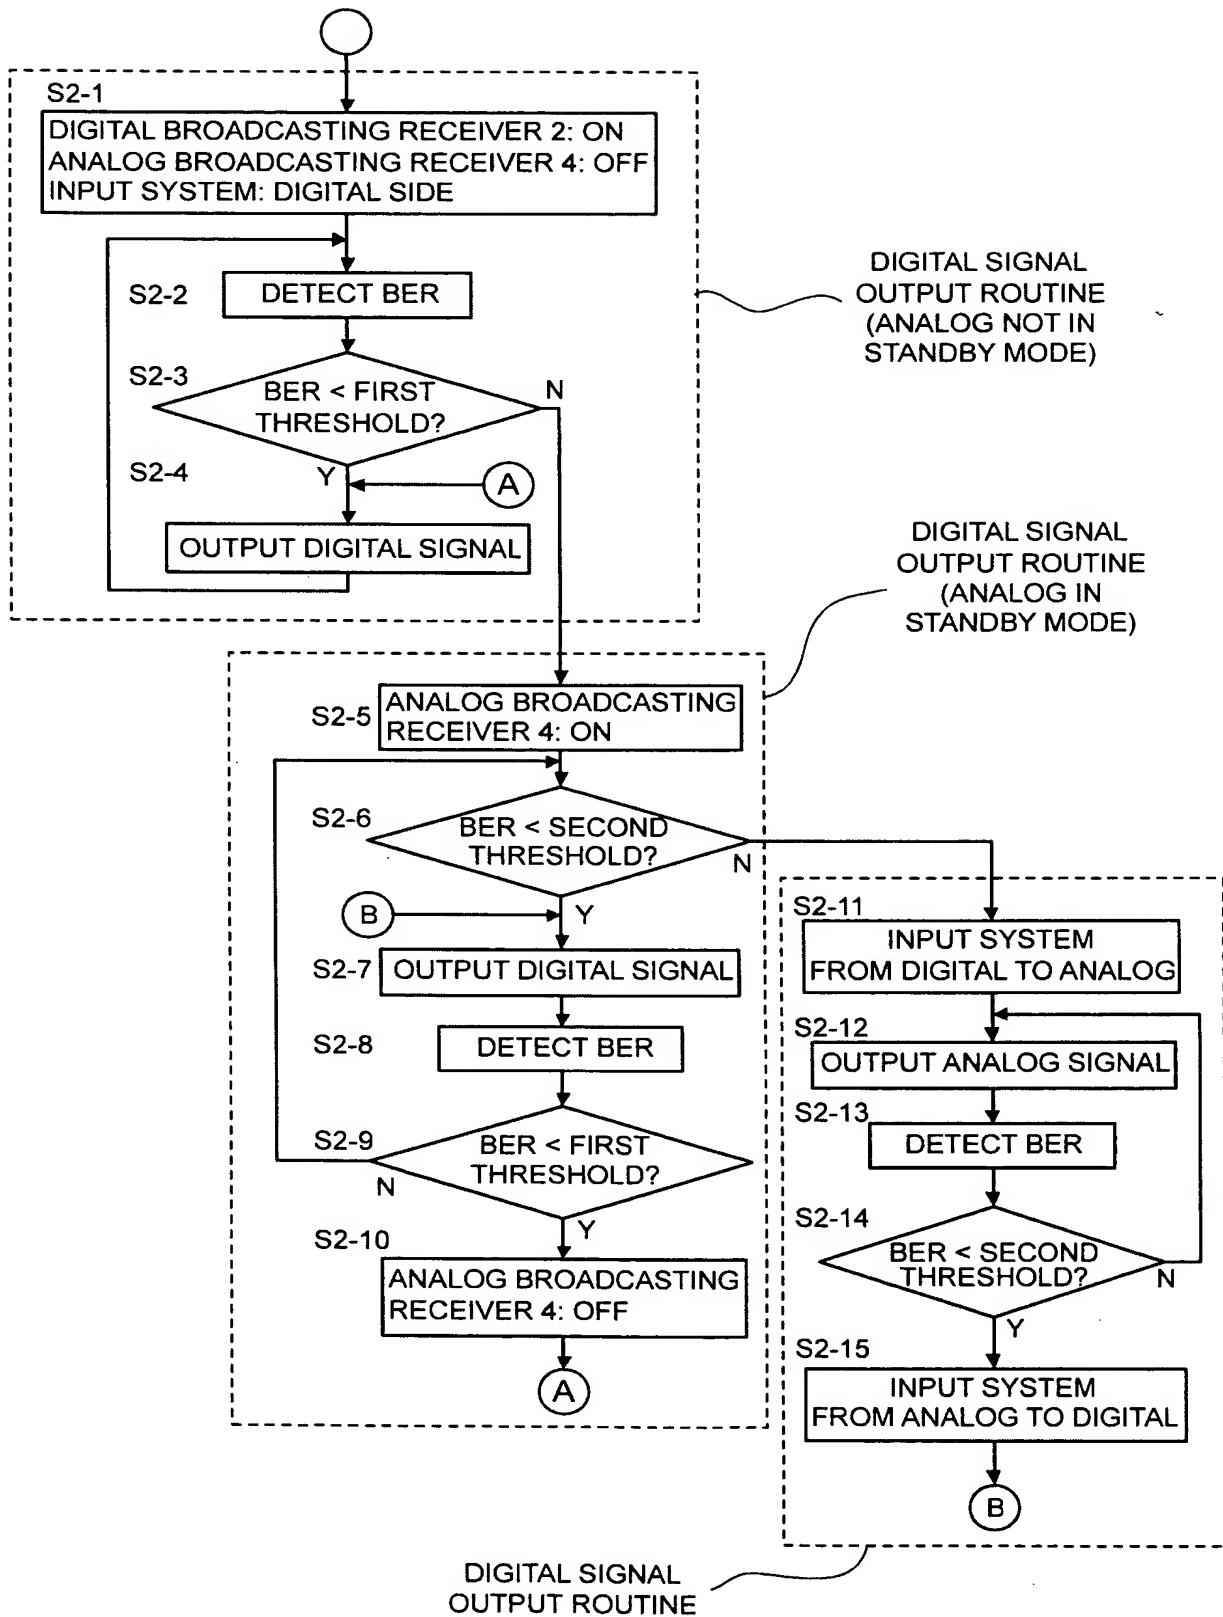 S2-1
DIGITAL BROADCASTING RECEIVER 2: ON
ANALOG BROADCASTING RECEIVER 4: OFF
INPUT SYSTEM: DIGITAL SIDE
S2-2
DETECT BER
DIGITAL SIGNAL
OUTPUT ROUTINE
(ANALOG NOT IN
STANDBY MODE)
S2-3
BER < FIRST
THRESHOLD?
N
S2-4
Y
A
OUTPUT DIGITAL SIGNAL
DIGITAL SIGNAL
OUTPUT ROUTINE
(ANALOG IN
STANDBY MODE)
S2-5
ANALOG BROADCASTING
RECEIVER 4: ON
S2-6
BER < SECOND
THRESHOLD?
N
B
Y
S2-7
OUTPUT DIGITAL SIGNAL
S2-8
DETECT BER
S2-9
BER < FIRST
THRESHOLD?
N
Y
S2-10
ANALOG BROADCASTING
RECEIVER 4: OFF
A
S2-11
INPUT SYSTEM
FROM DIGITAL TO ANALOG
S2-12
OUTPUT ANALOG SIGNAL
S2-13
DETECT BER
S2-14
BER < SECOND
THRESHOLD?
N
Y
S2-15
INPUT SYSTEM
FROM ANALOG TO DIGITAL
B
DIGITAL SIGNAL
OUTPUT ROUTINE